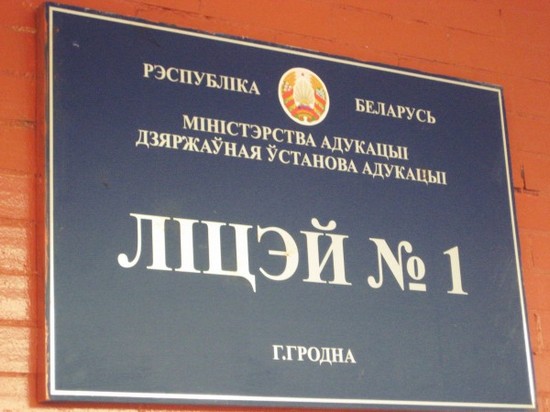 РЭСПУБЛІКА БЕЛАРУСЬ
МІНІСТЭРСТВА АДУКАЦЫІ
ДЗЯРЖАЎНАЯ ЎСТАНОВА АДУКАЦЫІ
ЛІЦЭЙ № 1
Г.ГРОДНА